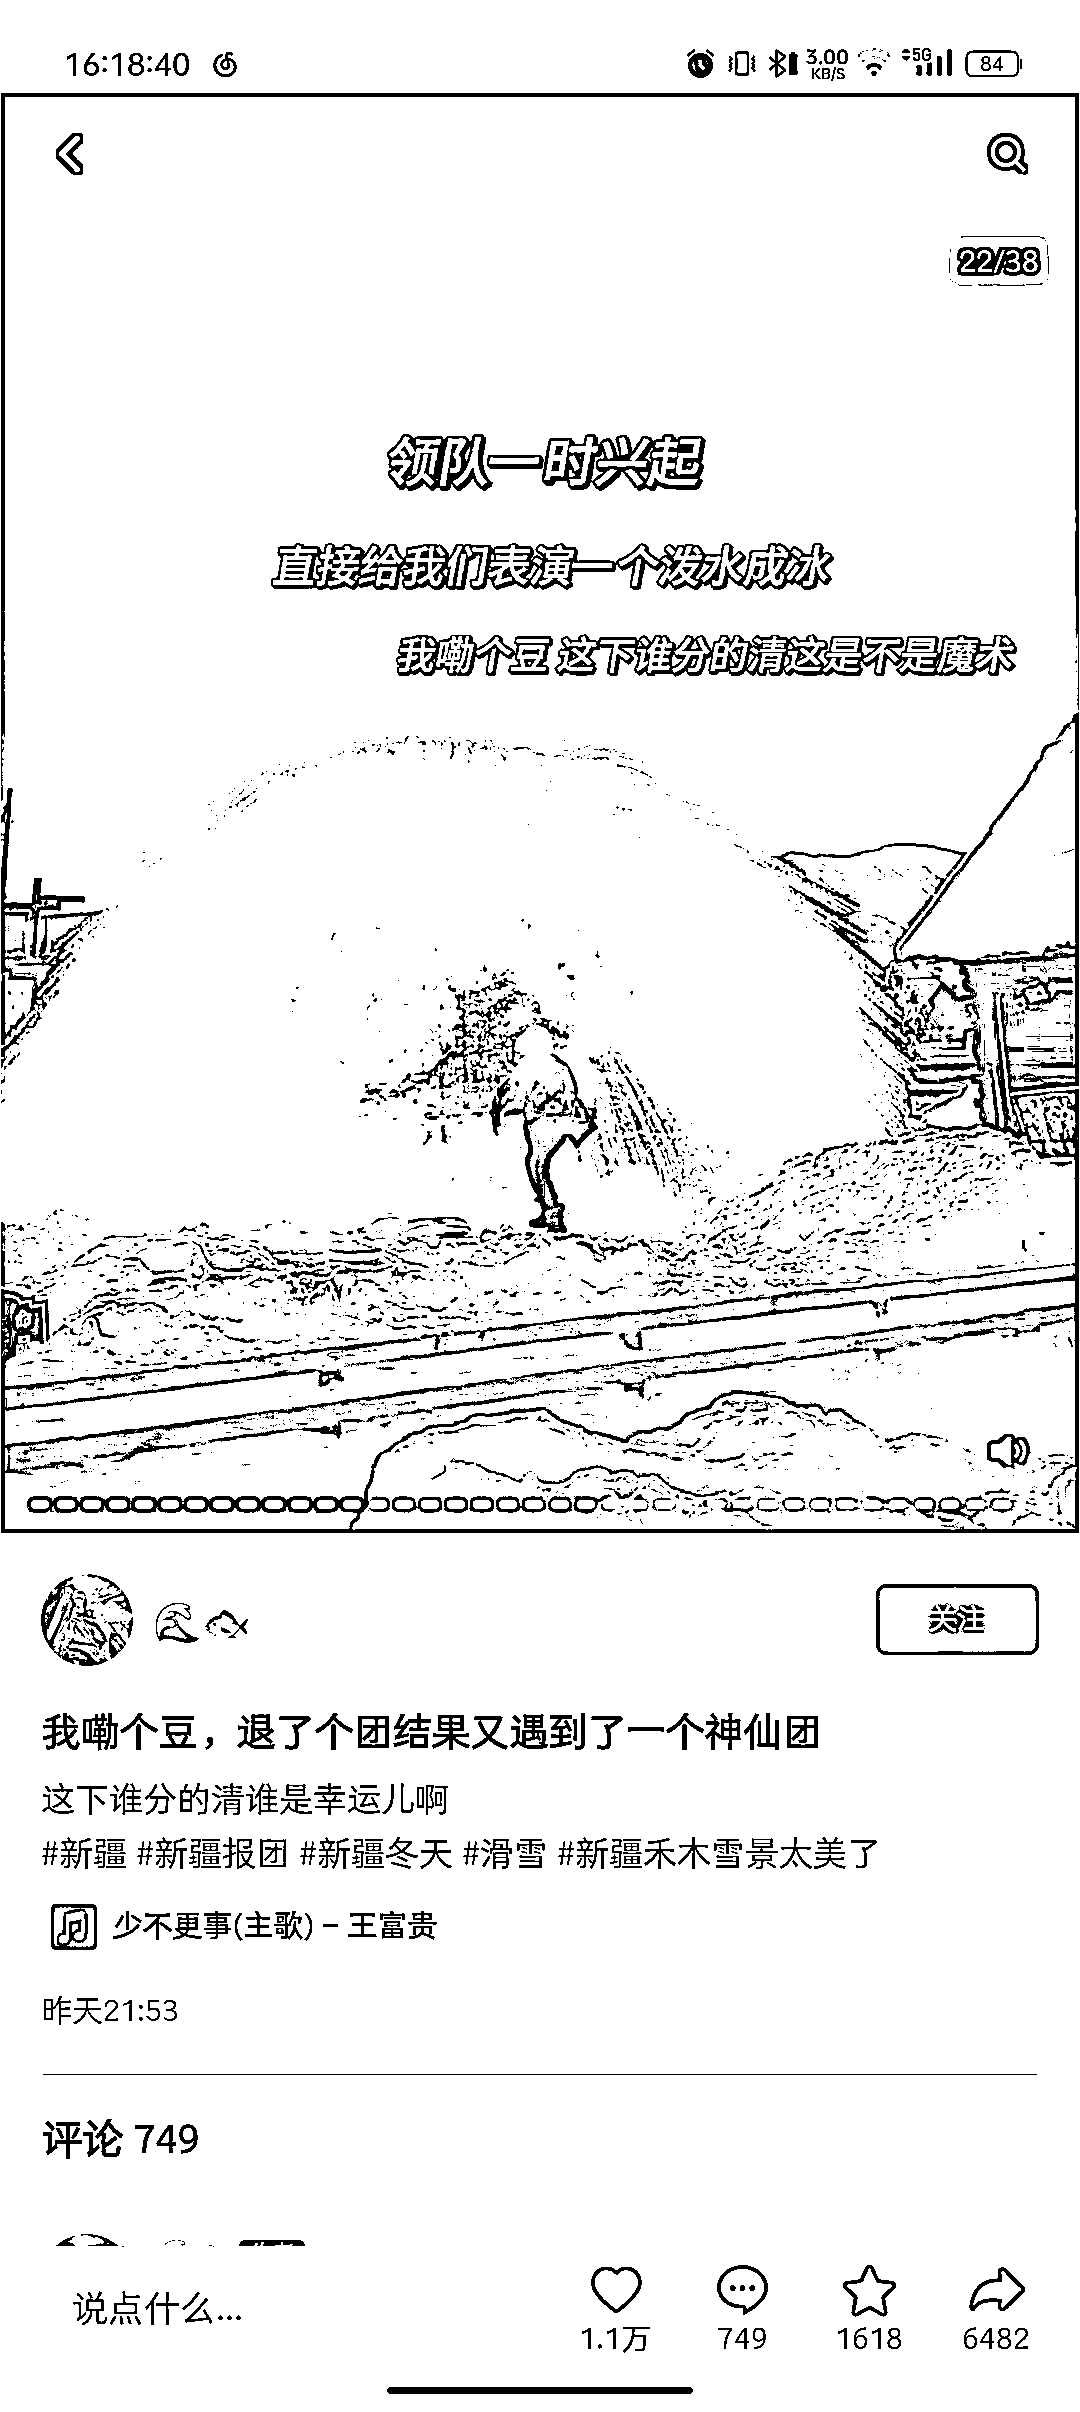 16:18:40
3.00 KB/S 5G 84
22/38
领队一时兴起
直接给我们表演一个泼水成冰
我嘞个豆 这下谁分的清这是不是魔术
关注
我嘞个豆，退了个团结果又遇到了一个神仙团
这下谁分的清谁是幸运儿啊
#新疆 #新疆报团 #新疆冬天 #滑雪 #新疆禾木雪景太美了
少不更事(主歌) – 王富贵
昨天21:53
评论 749
说点什么...
1.1万 749 1618 6482